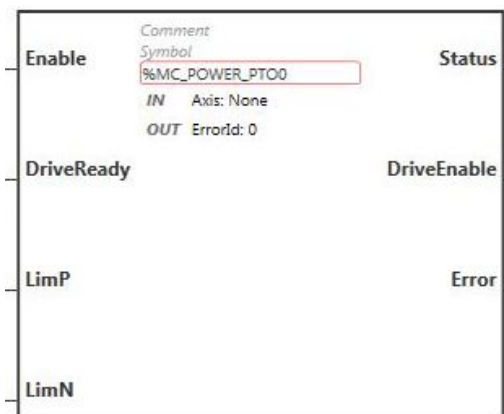 Comment
Symbol
Enable
Status
%MC_POWER_PTO0
IN Axis: None
OUT ErrorId: 0
DriveReady
DriveEnable
LimP
Error
LimN